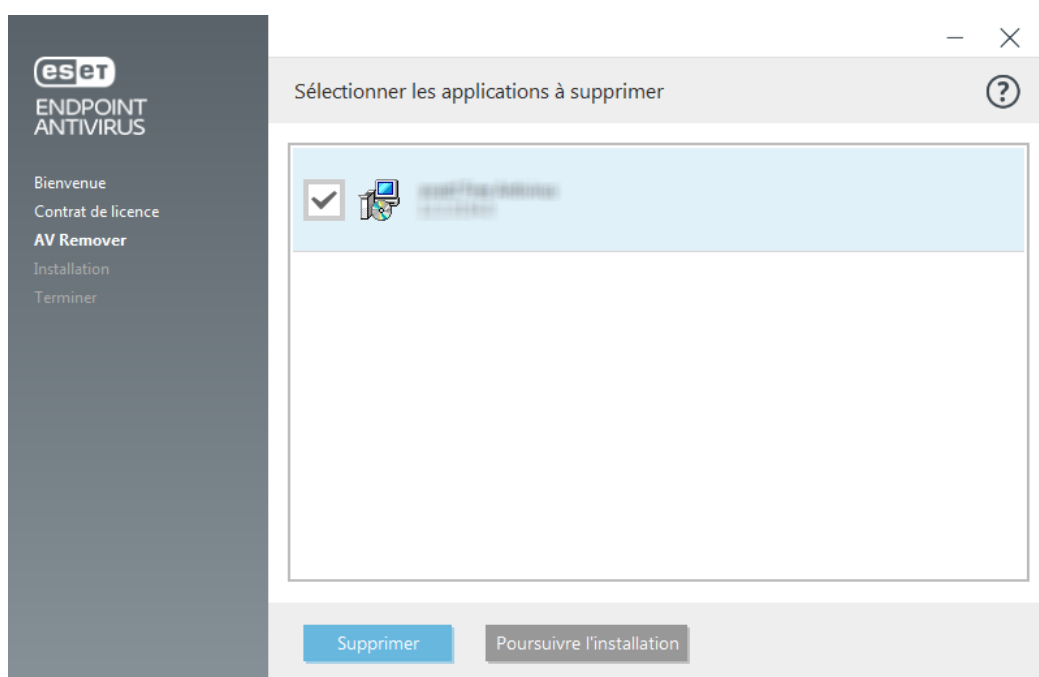 eseT
ENDPOINT
ANTIVIRUS
Bienvenue
Contrat de licence
AV Remover
Installation
Terminer
Sélectionner les applications à supprimer
?
Supprimer
Poursuivre l'installation